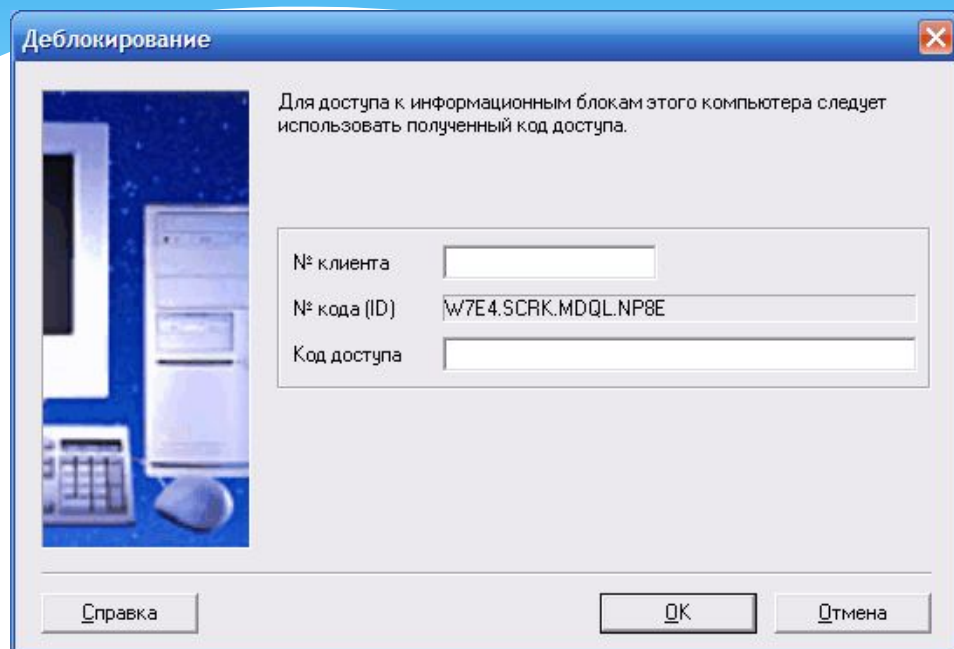 Деблокирование
Для доступа к информационным блокам этого компьютера следует
использовать полученный код доступа.
№ клиента
№ кода (ID) W7E4.SCRK.MDQL.NP8E
Код доступа
Справка OK Отмена